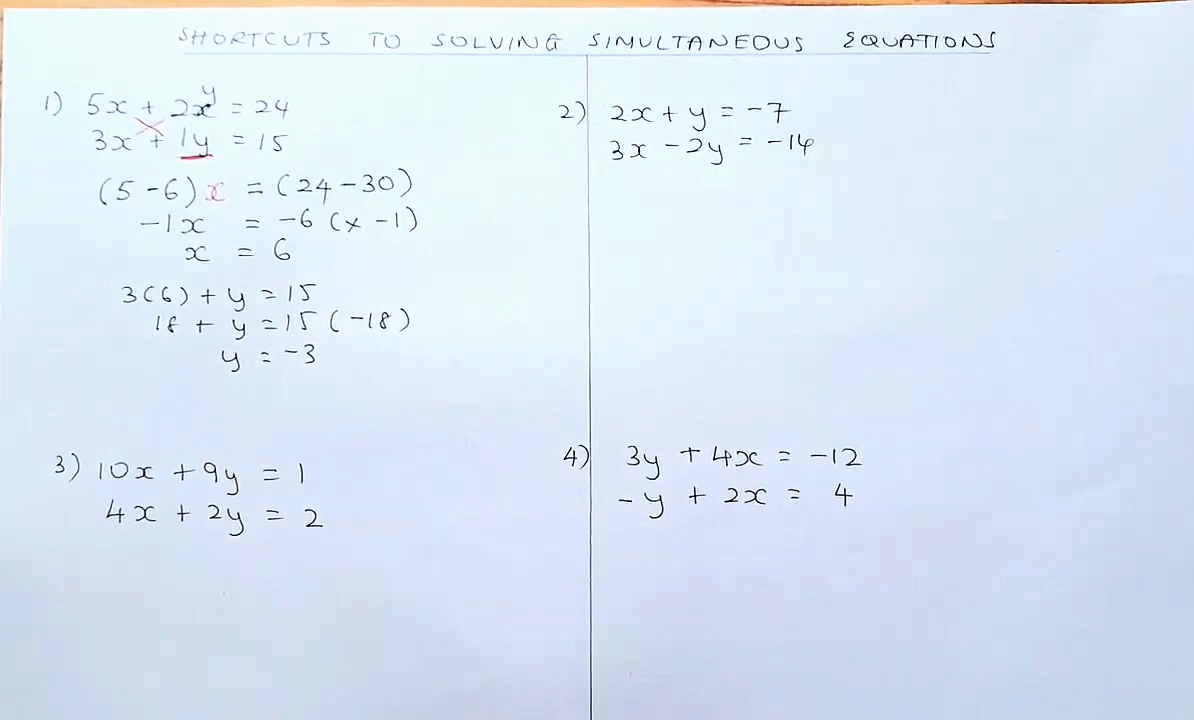 SHORTCUTS TO SOLVING SIMULTANEOUS EQUATIONS
1) 5x + 2y = 24
3x + 1y = 15
(5 - 6)x = (24 - 30)
-1x = -6 (x -1)
x = 6
3(6) + y = 15
18 + y = 15 (-18)
y = -3
2) 2x + y = -7
3x - 2y = -14
3) 10x + 9y = 1
4x + 2y = 2
4) 3y + 4x = -12
-y + 2x = 4